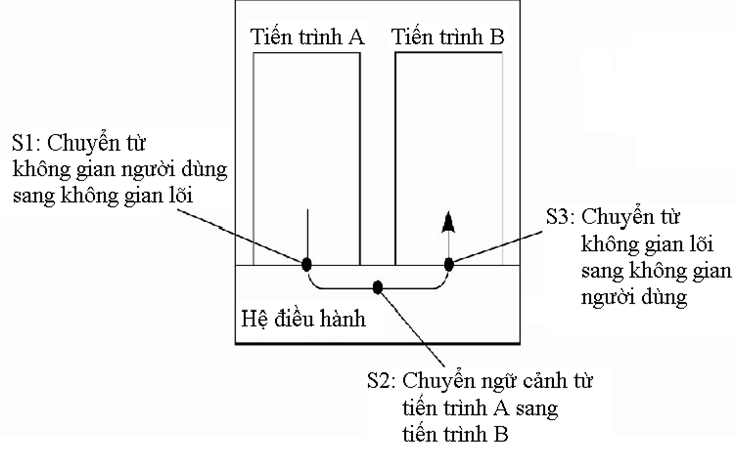 Tiến trình A
Tiến trình B
S1: Chuyển từ
không gian người dùng
sang không gian lõi
S3: Chuyển từ
không gian lõi
sang không gian
người dùng
Hệ điều hành
S2: Chuyển ngữ cảnh từ
tiến trình A sang
tiến trình B